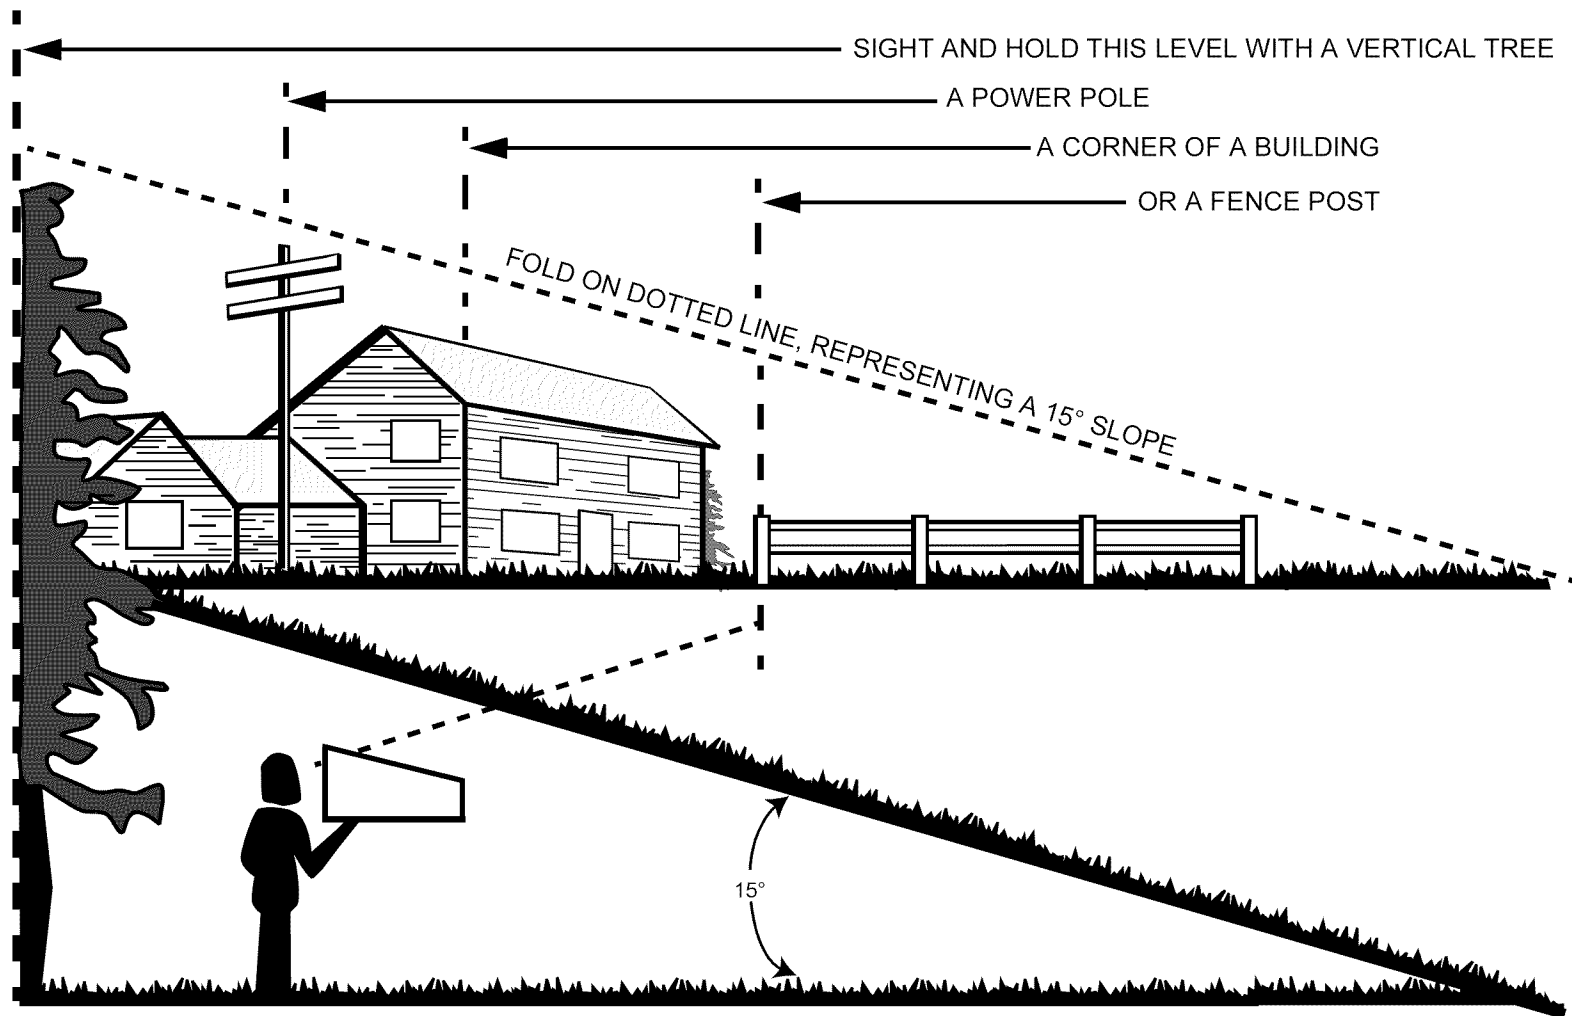 SIGHT AND HOLD THIS LEVEL WITH A VERTICAL TREE
A POWER POLE
A CORNER OF A BUILDING
OR A FENCE POST
FOLD ON DOTTED LINE, REPRESENTING A 15° SLOPE
15°